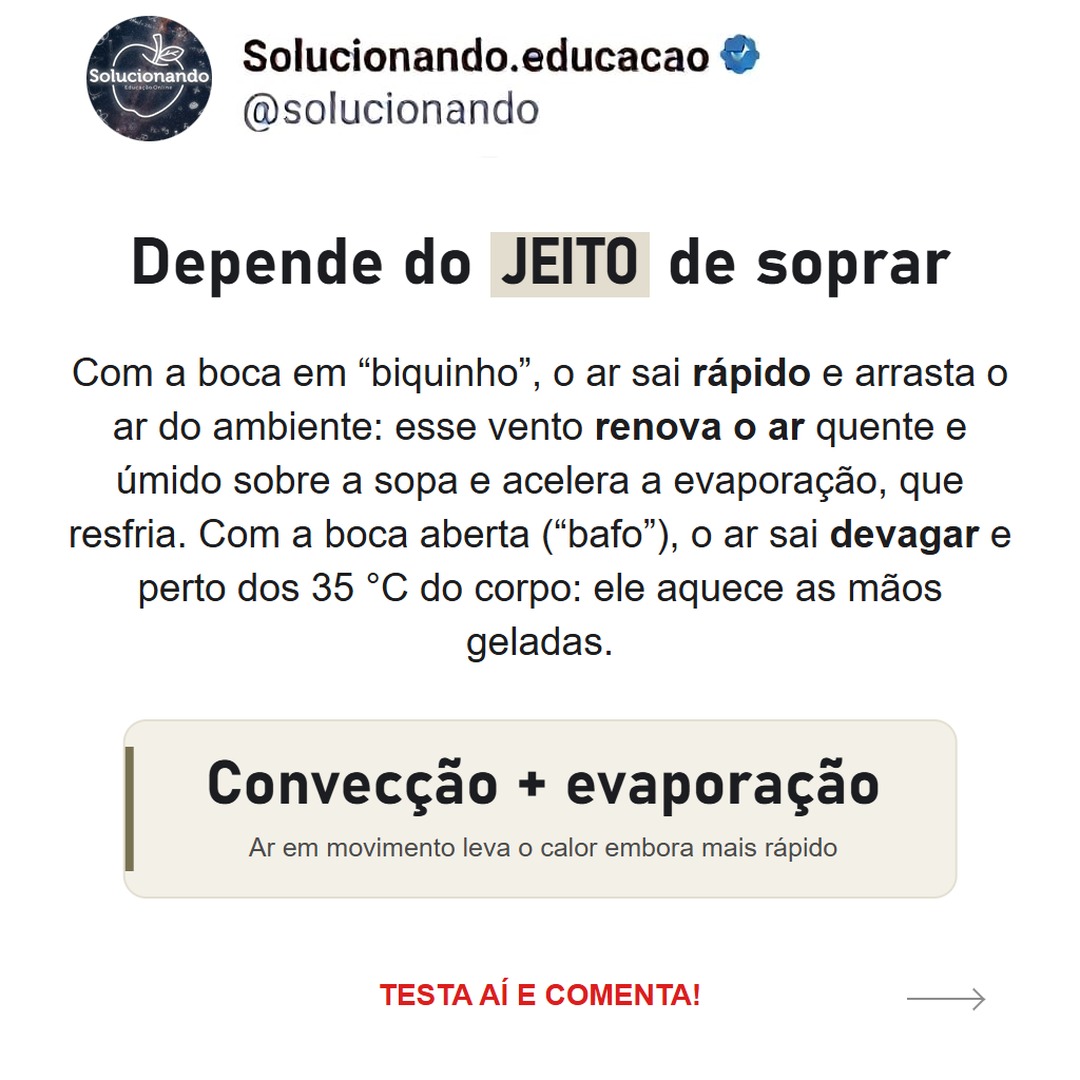 Solucionando
Educação Online
Solucionando.educacao
@solucionando
Depende do JEITO de soprar
Com a boca em “biquinho”, o ar sai rápido e arrasta o
ar do ambiente: esse vento renova o ar quente e
úmido sobre a sopa e acelera a evaporação, que
resfria. Com a boca aberta (“bafo”), o ar sai devagar e
perto dos 35 °C do corpo: ele aquece as mãos
geladas.
Convecção + evaporação
Ar em movimento leva o calor embora mais rápido
TESTA AÍ E COMENTA!